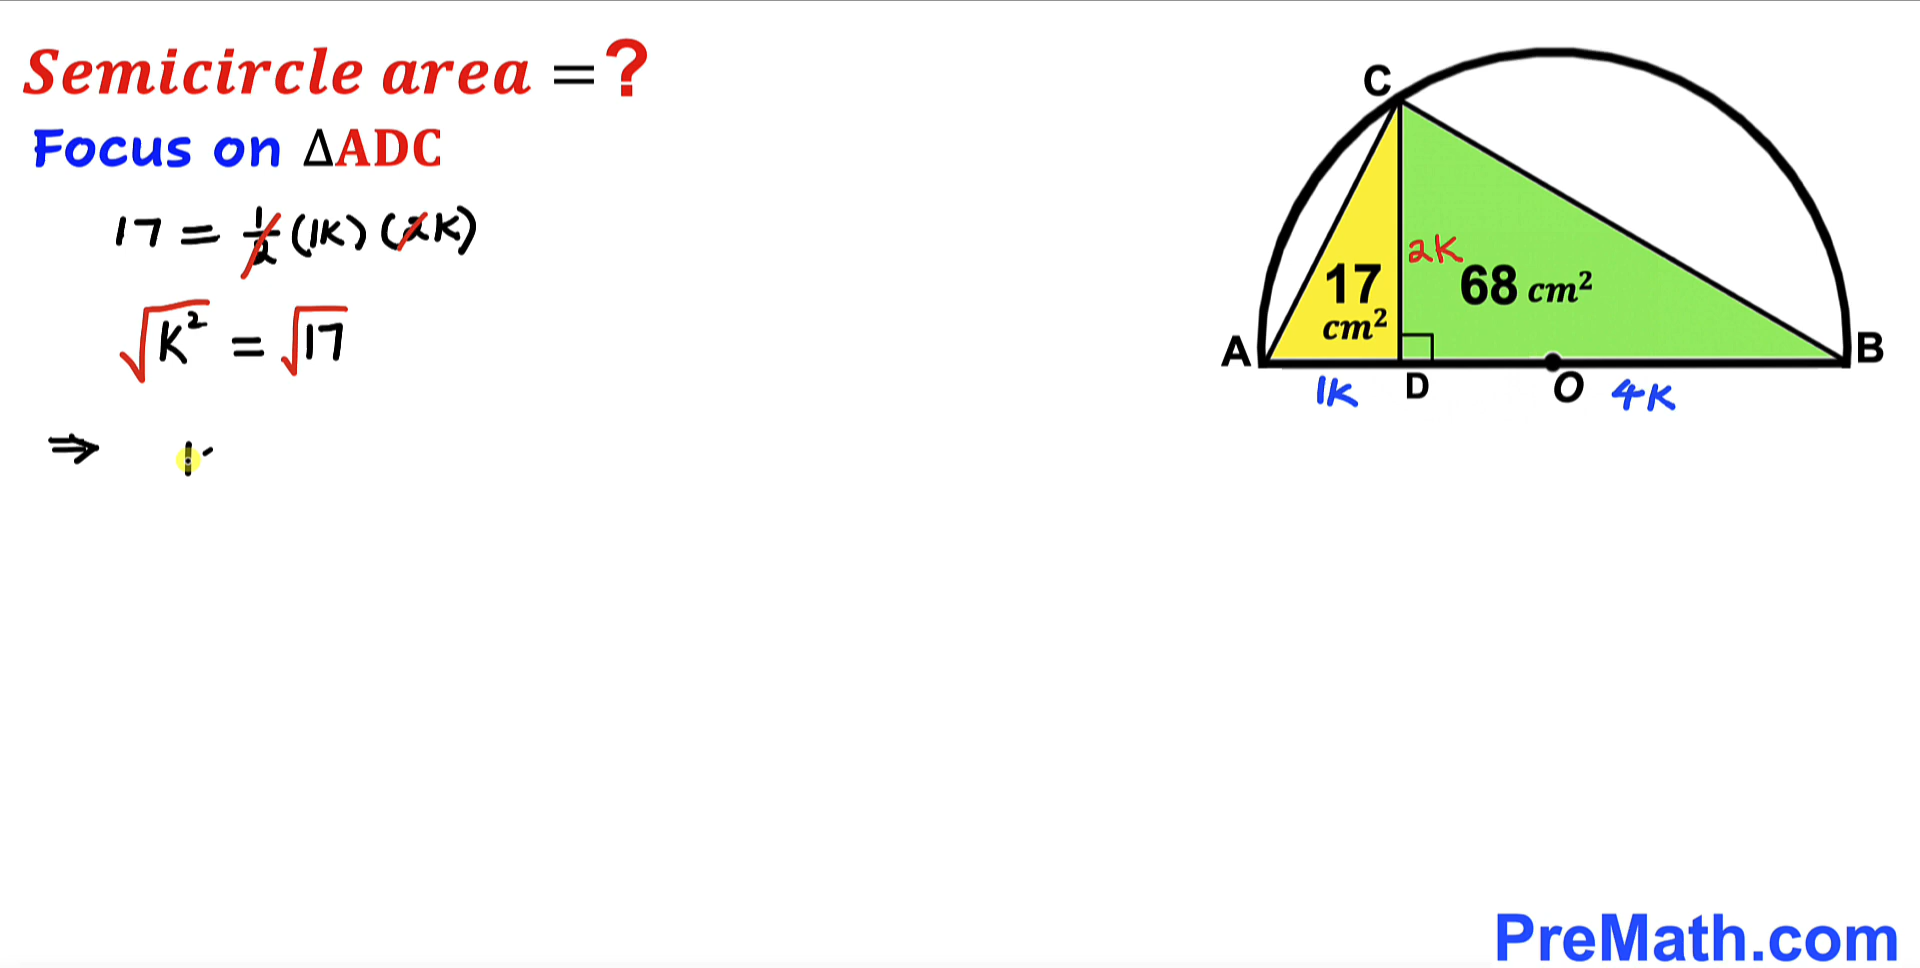 Semicircle area = ?
Focus on ΔADC
17 = 1/2 (1K) (2K)
√K² = √17
⇒
C
2K
17
cm²
68 cm²
A
B
1K
D
O
4K
PreMath.com